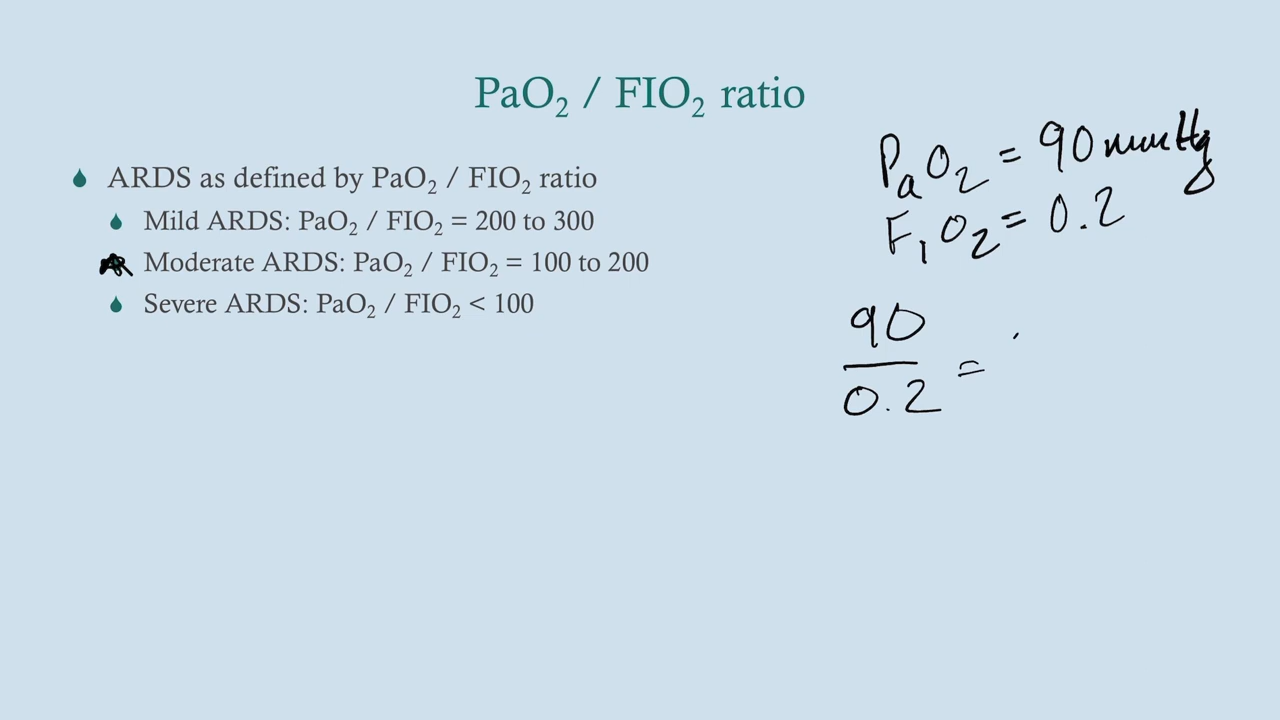 PaO₂ / FIO₂ ratio
ARDS as defined by PaO₂ / FIO₂ ratio
Mild ARDS: PaO₂ / FIO₂ = 200 to 300
Moderate ARDS: PaO₂ / FIO₂ = 100 to 200
Severe ARDS: PaO₂ / FIO₂ < 100
PaO₂ = 90 mmHg
FIO₂ = 0.2
90
0.2 =